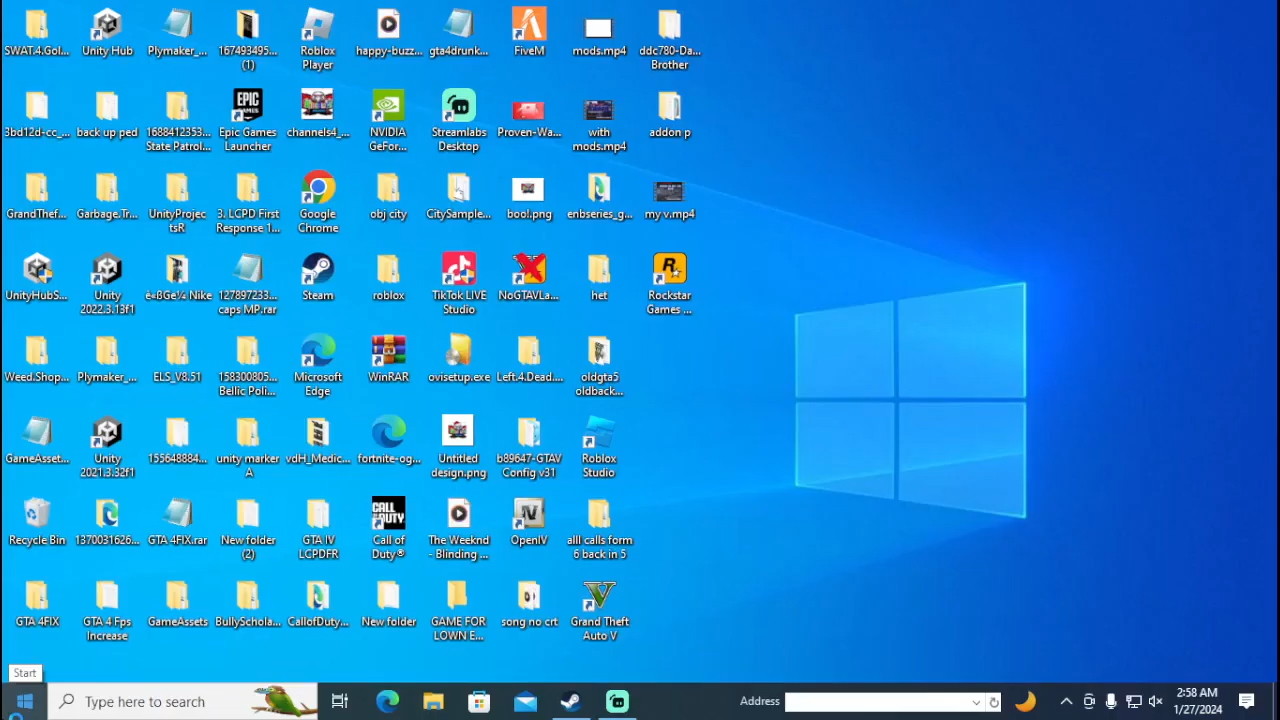 SWAT.4.Gol...
Unity Hub
Plymaker_...
167493495...
(1)
Roblox
Player
happy-buzz...
gta4drunk...
FiveM
mods.mp4
ddc780-Da...
Brother
3bd12d-cc_...
back up ped
1688412353...
State Patrol...
Epic Games
Launcher
channels4_...
NVIDIA
GeFor...
Streamlabs
Desktop
Proven-Wa...
with
mods.mp4
addon p
GrandThef...
Garbage.Tr...
UnityProjec
tsR
3. LCPD First
Response 1...
Google
Chrome
obj city
CitySample...
boo!.png
enbseries_g...
my v.mp4
UnityHubS...
Unity
2022.3.13f1
Nike
127897233...
caps MP.rar
Steam
roblox
TikTok LIVE
Studio
NoGTAVLa...
het
Rockstar
Games ...
Weed.Shop...
Plymaker_...
ELS_V8.51
158300805...
Bellic Poli...
Microsoft
Edge
WinRAR
ovisetup.exe
Left.4.Dead....
oldgta5
oldback...
GameAsset...
Unity
2021.3.32f1
155648884...
unity marker
A
vdH_Medic...
fortnite-og...
Untitled
design.png
b89647-GTAV
Config v31
Roblox
Studio
Recycle Bin
1370031626...
GTA 4FIX.rar
New folder
(2)
GTA IV
LCPDFR
CALL OF
DUTY
Call of
Duty®
The Weeknd
- Blinding ...
OpenIV
alll calls form
6 back in 5
GTA 4FIX
GTA 4 Fps
Increase
GameAssets
BullySchola...
CallofDuty...
New folder
GAME FOR
LOWN E...
song no crt
Grand Theft
Auto V
Start
Type here to search
Address
2:58 AM
1/27/2024